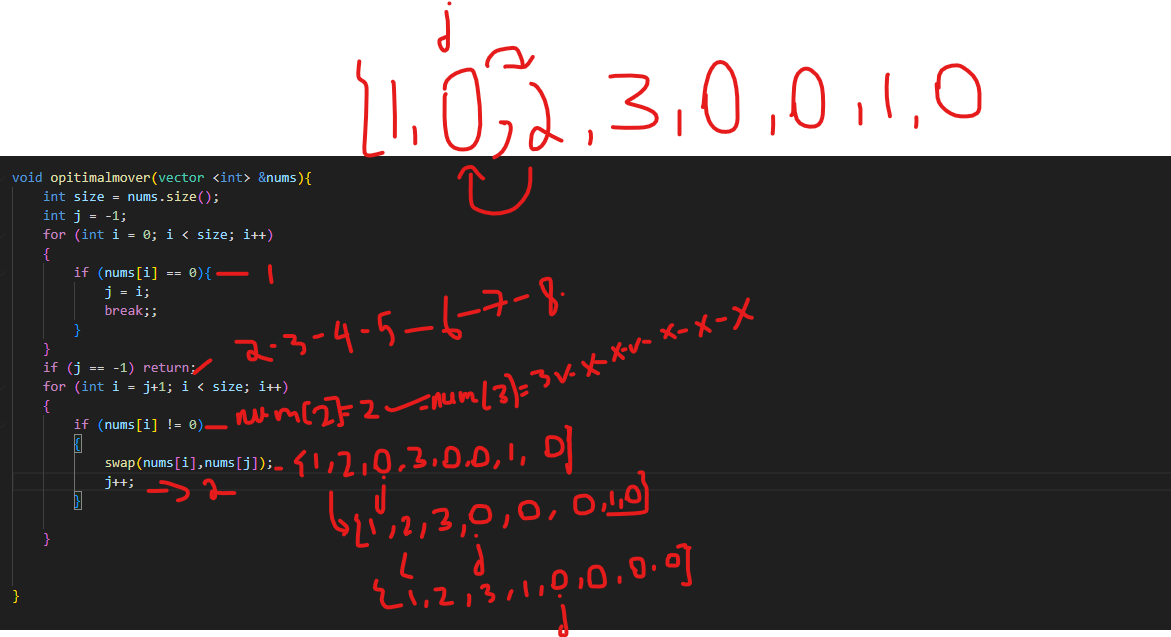 j
{1,0,2,3,0,0,1,0
void opitimalmover(vector <int> &nums){
int size = nums.size();
int j = -1;
for (int i = 0; i < size; i++)
{
if (nums[i] == 0){ — 1
j = i;
break;;
}
}
2-3-4-5-6-7-8.
if (j == -1) return;
for (int i = j+1; i < size; i++)
{
if (nums[i] != 0) — num[2]=2 ✓-num[3]=3 ✓-x-x-✓-x-x-x
{
swap(nums[i],nums[j]); - {1,2,0,3,0,0,1,0]
j++; -> 2 j
{1,2,3,0,0,0,1,0]
}
j
}
{1,2,3,1,0,0,0,0]
}
j